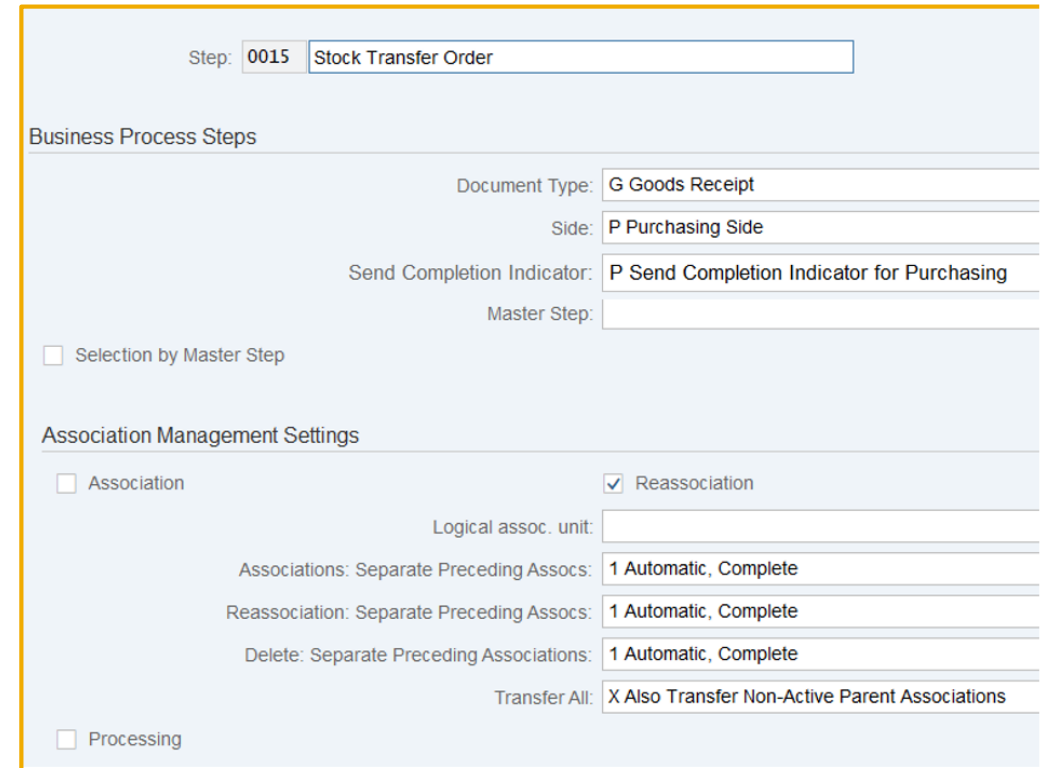 Step: 0015 Stock Transfer Order
Business Process Steps
Document Type: G Goods Receipt
Side: P Purchasing Side
Send Completion Indicator: P Send Completion Indicator for Purchasing
Master Step:
Selection by Master Step
Association Management Settings
Association Reassociation
Logical assoc. unit:
Associations: Separate Preceding Assocs: 1 Automatic, Complete
Reassociation: Separate Preceding Assocs: 1 Automatic, Complete
Delete: Separate Preceding Associations: 1 Automatic, Complete
Transfer All: X Also Transfer Non-Active Parent Associations
Processing